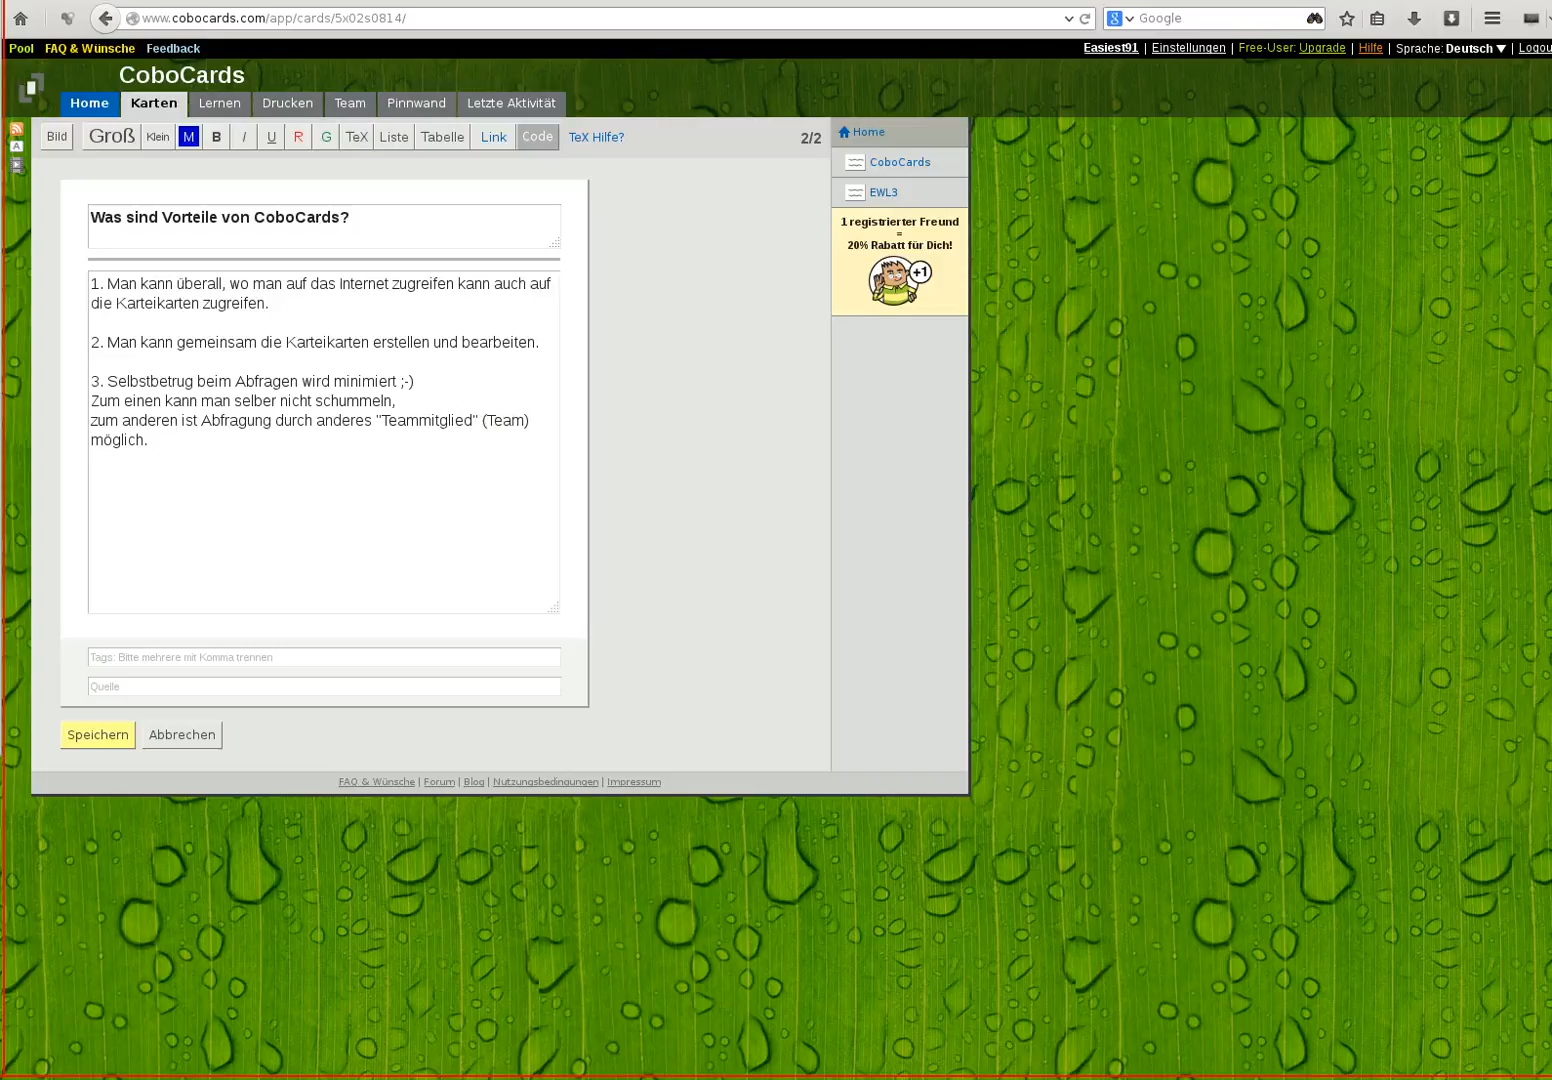 www.cobocards.com/app/cards/5x02s0814/
8
Google
Pool FAQ & Wünsche Feedback
Easiest91 | Einstellungen | Free-User: Upgrade | Hilfe | Sprache: Deutsch ▼ | Logou
CoboCards
Home Karten Lernen Drucken Team Pinnwand Letzte Aktivität
A
Bild Groß Klein M B I U R G TeX Liste Tabelle Link Code TeX Hilfe?
2/2
Was sind Vorteile von CoboCards?
1. Man kann überall, wo man auf das Internet zugreifen kann auch auf
die Karteikarten zugreifen.
2. Man kann gemeinsam die Karteikarten erstellen und bearbeiten.
3. Selbstbetrug beim Abfragen wird minimiert ;-)
Zum einen kann man selber nicht schummeln,
zum anderen ist Abfragung durch anderes "Teammitglied" (Team)
möglich.
Tags: Bitte mehrere mit Komma trennen
Quelle
Speichern Abbrechen
Home
CoboCards
EWL3
1 registrierter Freund
=
20% Rabatt für Dich!
+1
FAQ & Wünsche | Forum | Blog | Nutzungsbedingungen | Impressum